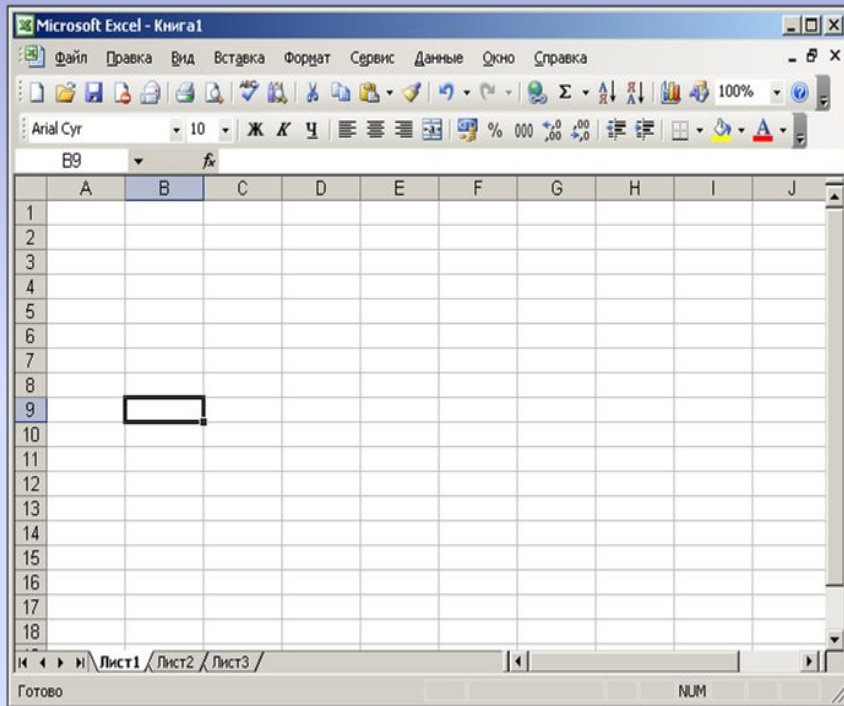 Microsoft Excel - Книга1
Файл Правка Вид Вставка Формат Сервис Данные Окно Справка
100%
Arial Cyr 10 Ж К Ч % 000
B9 fx
A B C D E F G H I J
1
2
3
4
5
6
7
8
9
10
11
12
13
14
15
16
17
18
Лист1 Лист2 Лист3
Готово NUM